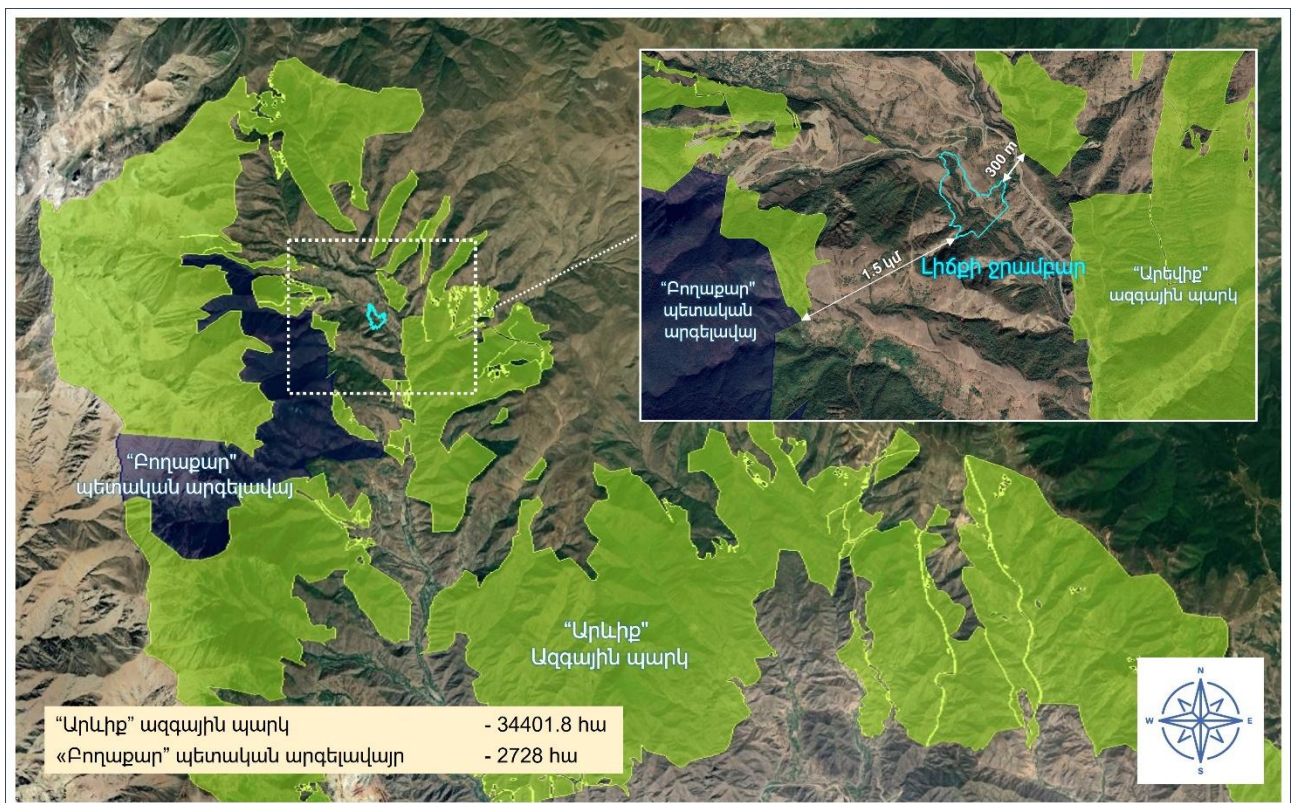 300 m
1.5 կմ
Լիճքի ջրամբար
“Բողաքար"
պետական
արգելավայ
“Արեվիք"
ազգային պարկ
“Բողաքար"
պետական արգելավայ
“Արևիք"
Ազգային պարկ
“Արևիք” ազգային պարկ - 34401.8 հա
«Բողաքար” պետական արգելավայր - 2728 հա
N
W E
S